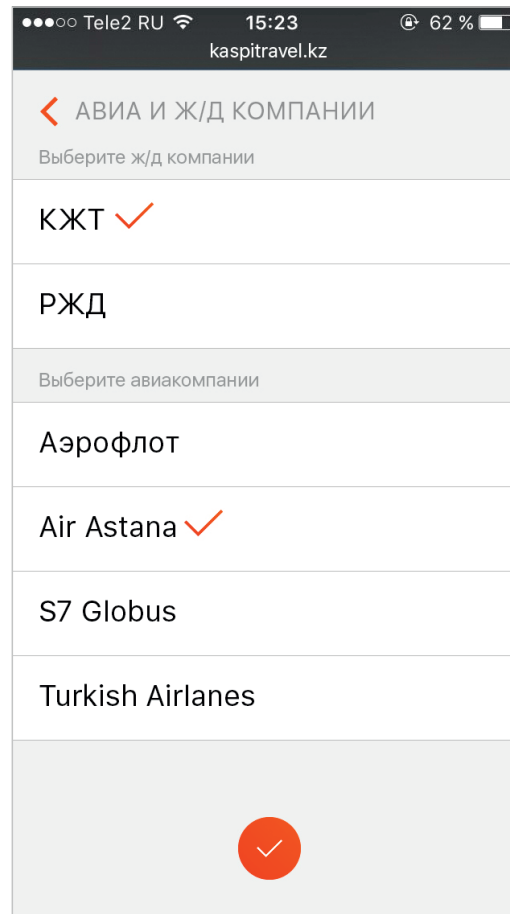 Tele2 RU 15:23 62 %
kaspitravel.kz
АВИА И Ж/Д КОМПАНИИ
Выберите ж/д компании
КЖТ
РЖД
Выберите авиакомпании
Аэрофлот
Air Astana
S7 Globus
Turkish Airlanes